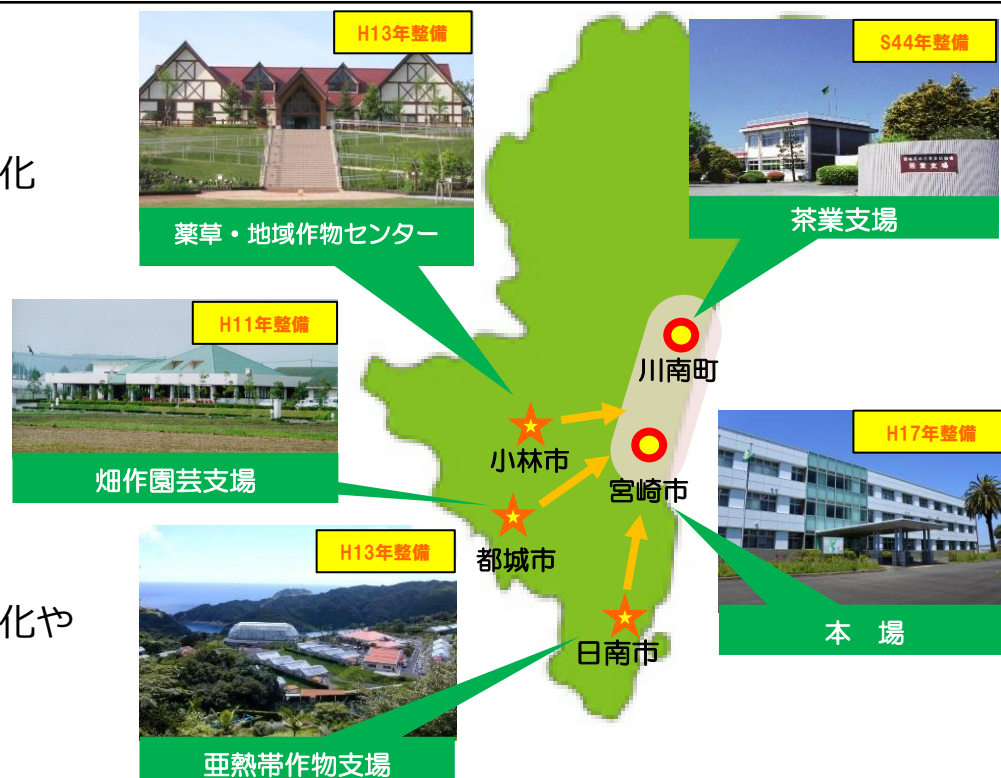 H13年整備
S44年整備
化
薬草・地域作物センター
茶業支場
茶業支場
H11年整備
川南町
小林市
H17年整備
畑作園芸支場
宮崎市
H13年整備
都城市
化や
本　場
日南市
亜熱帯作物支場